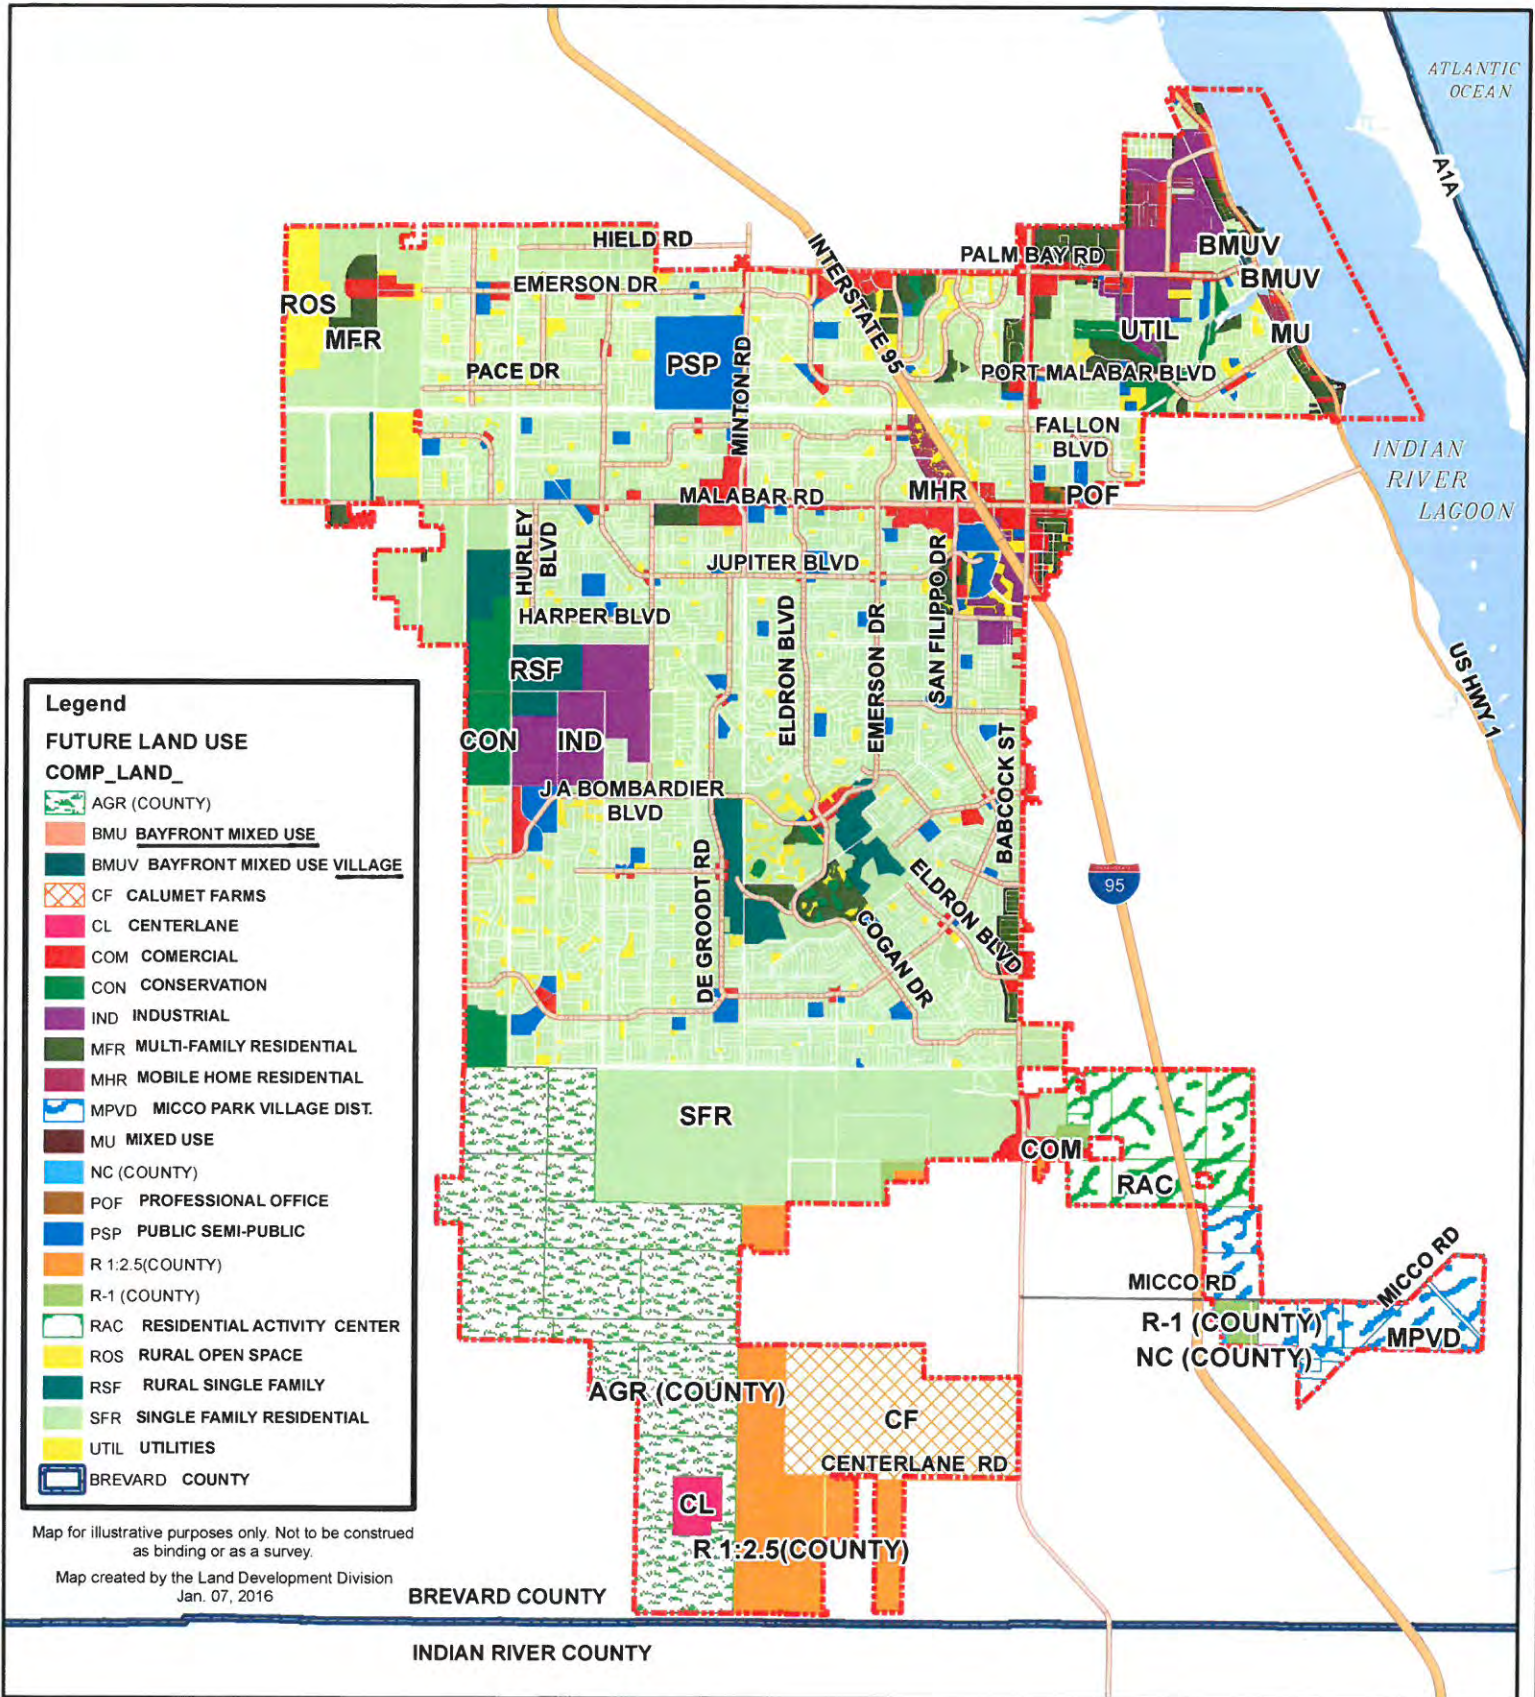 ATLANTIC
OCEAN
A1A
HIELD RD
INTERSTATE 95
PALM BAY RD
BMUV
BMUV
EMERSON DR
ROS
MFR
UTIL
MU
PSP
MINTON RD
PACE DR
PORT MALABAR BLVD
FALLON
BLVD
INDIAN
RIVER
LAGOON
MALABAR RD
MHR
POF
HURLEY
BLVD
JUPITER BLVD
SAN FILIPPO DR
HARPER BLVD
ELDRON BLVD
EMERSON DR
RSF
US HWY 1
CON
IND
BABCOCK ST
J A BOMBARDIER
BLVD
DE GROODT RD
ELDRON BLVD
95
COGAN DR
SFR
COM
RAC
MICCO RD
MICCO RD
R-1 (COUNTY)
MPVD
NC (COUNTY)
AGR (COUNTY)
CF
CENTERLANE RD
CL
R 1:2.5(COUNTY)
BREVARD COUNTY
INDIAN RIVER COUNTY
Legend
FUTURE LAND USE
COMP_LAND_
AGR (COUNTY)
BMU BAYFRONT MIXED USE
BMUV BAYFRONT MIXED USE VILLAGE
CF CALUMET FARMS
CL CENTERLANE
COM COMERCIAL
CON CONSERVATION
IND INDUSTRIAL
MFR MULTI-FAMILY RESIDENTIAL
MHR MOBILE HOME RESIDENTIAL
MPVD MICCO PARK VILLAGE DIST.
MU MIXED USE
NC (COUNTY)
POF PROFESSIONAL OFFICE
PSP PUBLIC SEMI-PUBLIC
R 1:2.5(COUNTY)
R-1 (COUNTY)
RAC RESIDENTIAL ACTIVITY CENTER
ROS RURAL OPEN SPACE
RSF RURAL SINGLE FAMILY
SFR SINGLE FAMILY RESIDENTIAL
UTIL UTILITIES
BREVARD COUNTY
Map for illustrative purposes only. Not to be construed
as binding or as a survey.
Map created by the Land Development Division
Jan. 07, 2016